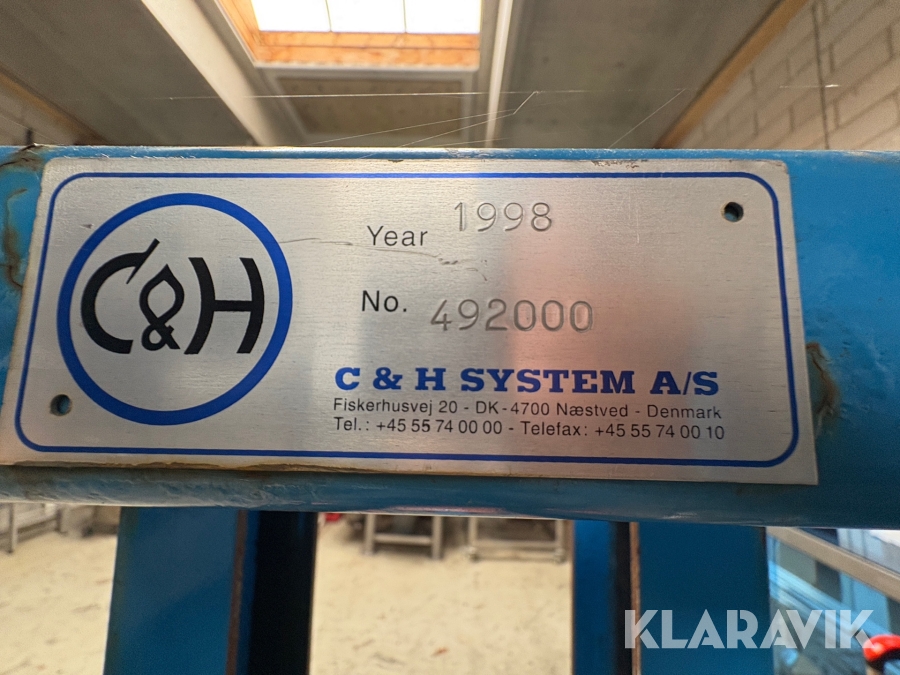 C&H
Year 1998
No. 492000
C & H SYSTEM A/S
Fiskerhusvej 20 - DK - 4700 Næstved - Denmark
Tel.: +45 55 74 00 00 - Telefax: +45 55 74 00 10
KLARAVIK